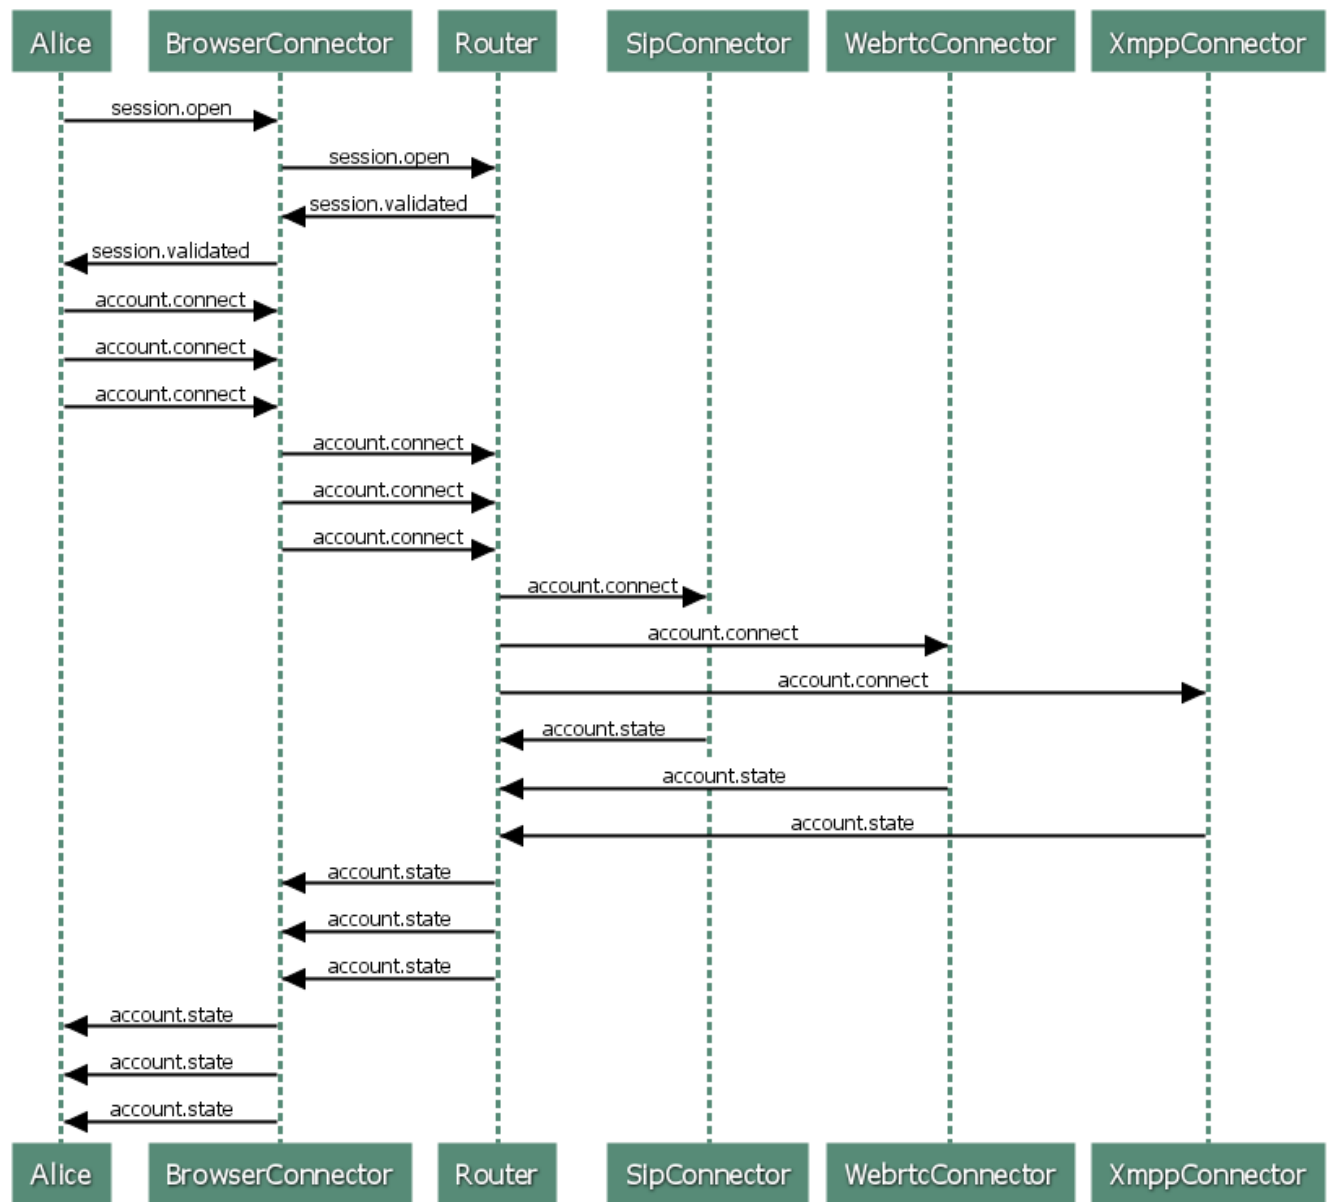 Alice BrowserConnector Router SipConnector WebrtcConnector XmppConnector
session.open
session.open
session.validated
session.validated
account.connect
account.connect
account.connect
account.connect
account.connect
account.connect
account.connect
account.connect
account.connect
account.state
account.state
account.state
account.state
account.state
account.state
account.state
account.state
account.state
Alice BrowserConnector Router SipConnector WebrtcConnector XmppConnector